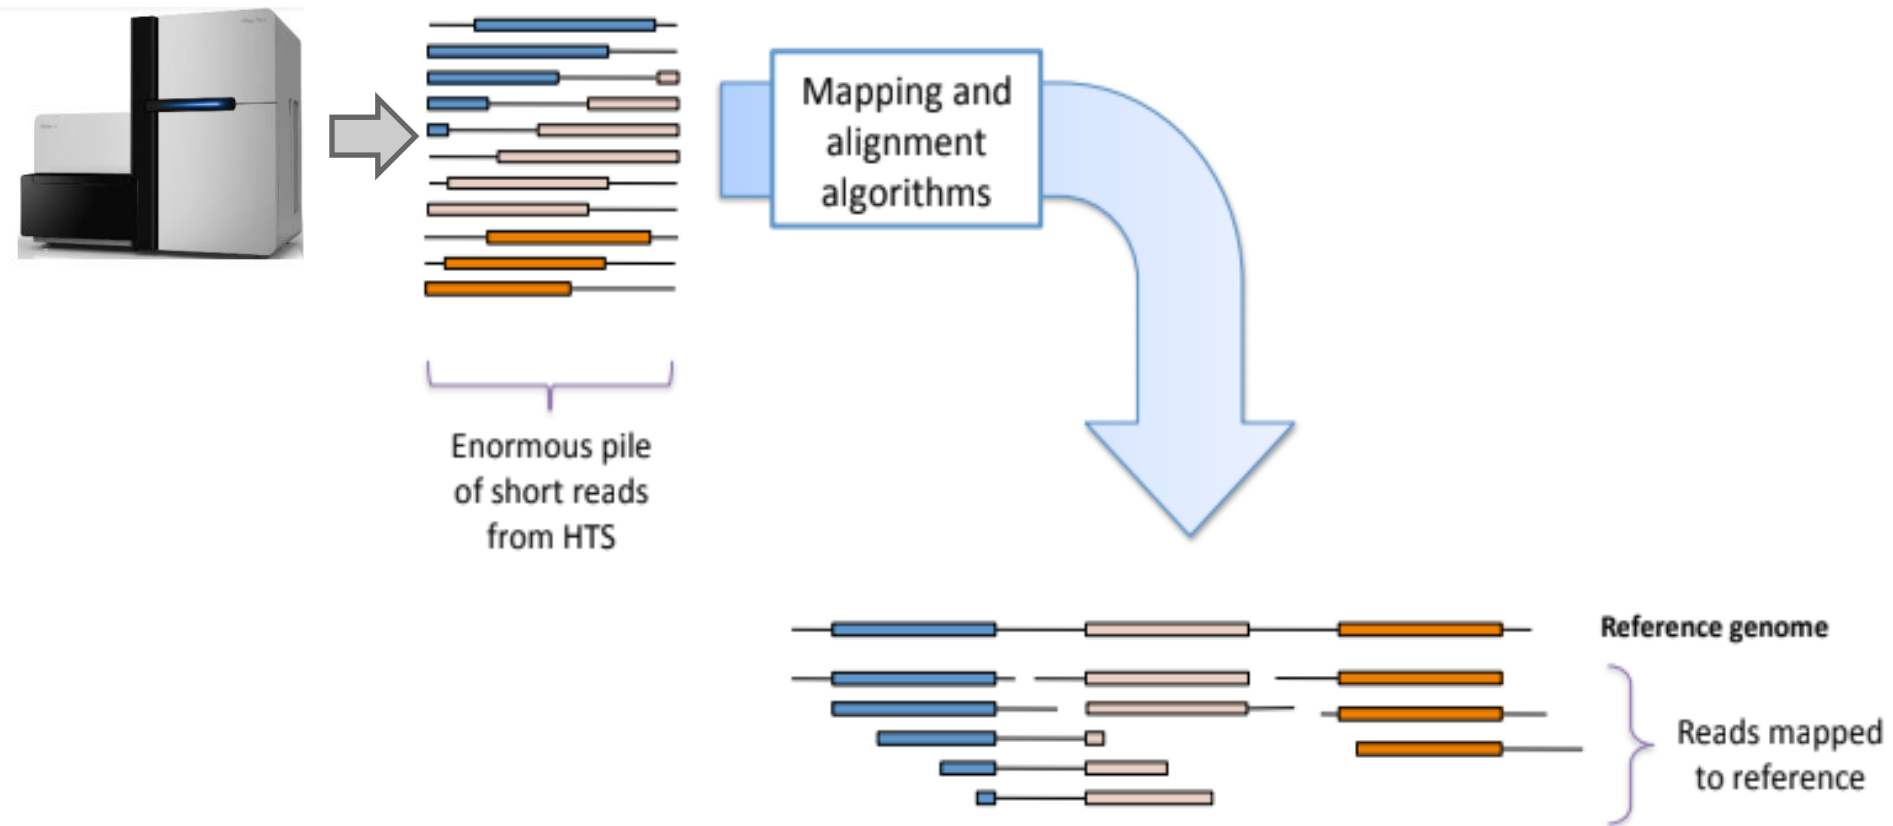 Mapping and
alignment
algorithms
Enormous pile
of short reads
from HTS
Reference genome
Reads mapped
to reference